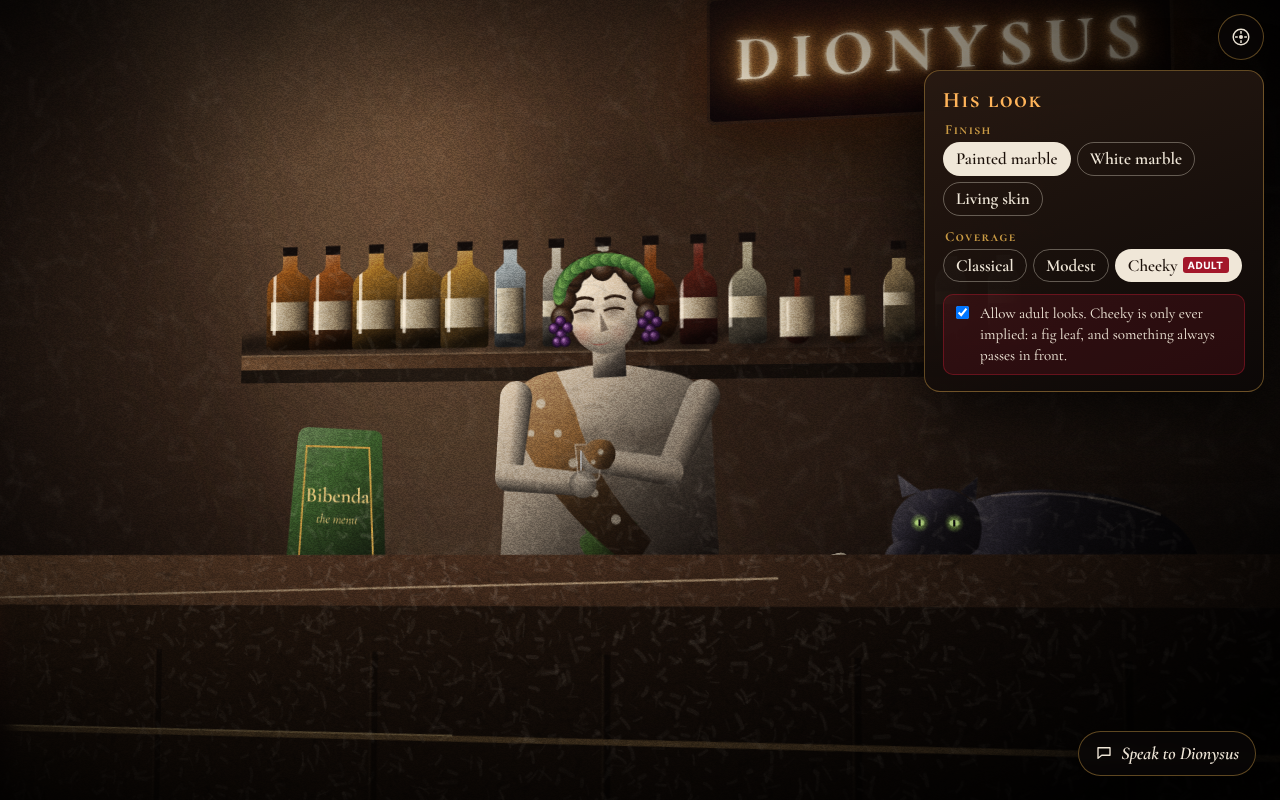 DIONYSUS
His look
Finish
Painted marble
White marble
Living skin
Coverage
Classical
Modest
Cheeky ADULT
Allow adult looks. Cheeky is only ever
implied: a fig leaf, and something always
passes in front.
Bibenda
the menu
Speak to Dionysus